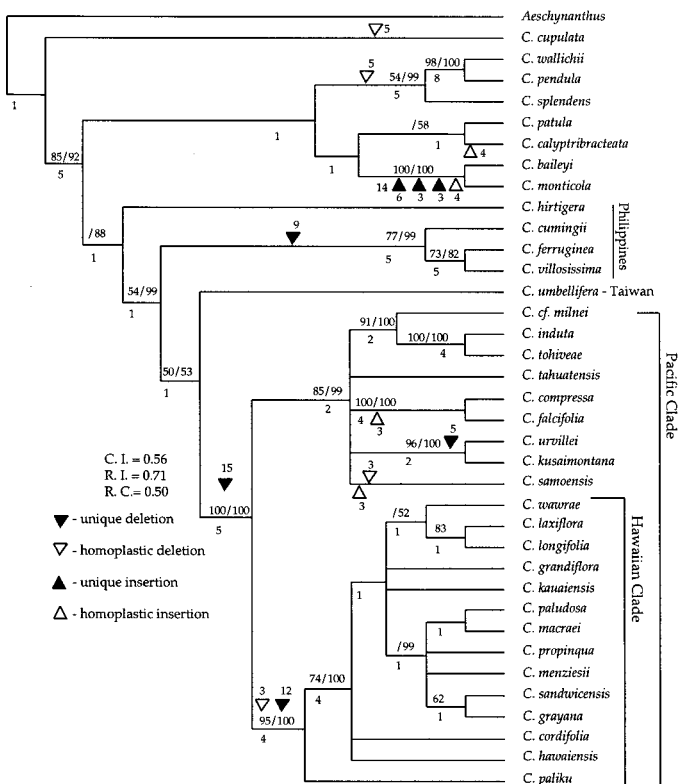 Aeschynanthus
5
C. cupulata
1
5
98/100
C. wallichii
54/99
8
C. pendula
5
C. splendens
/58
C. patula
1
1
C. calyptribracteata
4
85/92
5
1
100/100
C. baileyi
14
6
3
3
4
C. monticola
C. hirtigera
/88
1
9
77/99
C. cumingii
5
73/82
C. ferruginea
5
C. villosissima
Philippines
54/99
1
C. umbellifera - Taiwan
C. cf. milnei
91/100
2
100/100
C. induta
4
C. tohiveae
50/53
1
85/99
2
C. tahuatensis
100/100
C. compressa
4
3
C. falcifolia
5
96/100
C. urvillei
2
C. kusaimontana
3
C. samoensis
3
Pacific Clade
C. I. = 0.56
R. I. = 0.71
R. C.= 0.50
15
100/100
5
- unique deletion
- homoplastic deletion
- unique insertion
- homoplastic insertion
C. wawrae
/52
1
83
C. laxiflora
1
C. longifolia
C. grandiflora
1
C. kauaiensis
C. paludosa
1
C. macraei
/99
1
C. propinqua
C. menziesii
62
C. sandwicensis
1
C. grayana
Hawaiian Clade
74/100
4
3
12
95/100
4
C. cordifolia
C. hawaiensis
C. paliku